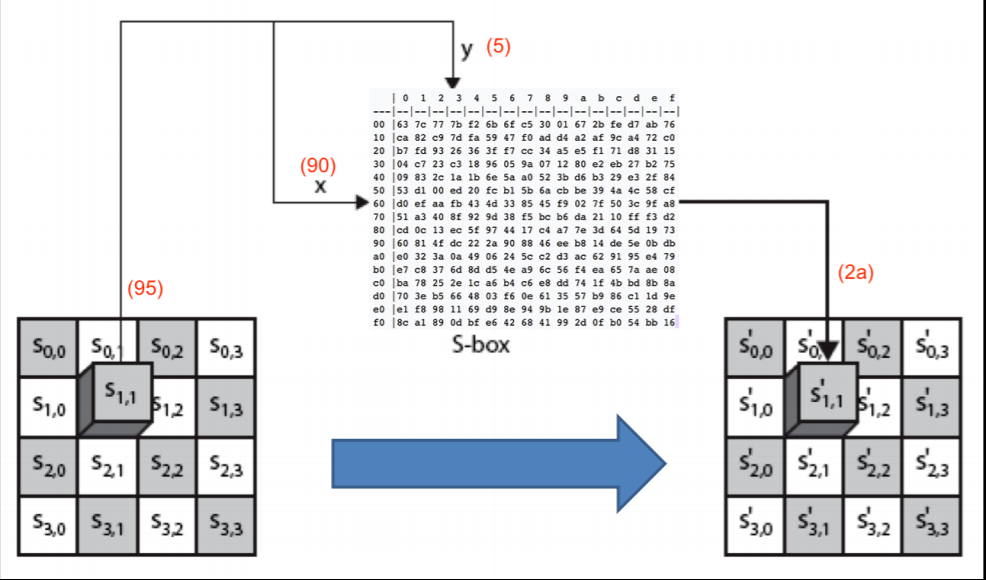 y (5)
(90)
x
(95)
(2a)
| 0 1 2 3 4 5 6 7 8 9 a b c d e f
---|--|--|--|--|--|--|--|--|--|--|--|--|--|--|--|--|
00 |63 7c 77 7b f2 6b 6f c5 30 01 67 2b fe d7 ab 76
10 |ca 82 c9 7d fa 59 47 f0 ad d4 a2 af 9c a4 72 c0
20 |b7 fd 93 26 36 3f f7 cc 34 a5 e5 f1 71 d8 31 15
30 |04 c7 23 c3 18 96 05 9a 07 12 80 e2 eb 27 b2 75
40 |09 83 2c 1a 1b 6e 5a a0 52 3b d6 b3 29 e3 2f 84
50 |53 d1 00 ed 20 fc b1 5b 6a cb be 39 4a 4c 58 cf
60 |d0 ef aa fb 43 4d 33 85 45 f9 02 7f 50 3c 9f a8
70 |51 a3 40 8f 92 9d 38 f5 bc b6 da 21 10 ff f3 d2
80 |cd 0c 13 ec 5f 97 44 17 c4 a7 7e 3d 64 5d 19 73
90 |60 81 4f dc 22 2a 90 88 46 ee b8 14 de 5e 0b db
a0 |e0 32 3a 0a 49 06 24 5c c2 d3 ac 62 91 95 e4 79
b0 |e7 c8 37 6d 8d d5 4e a9 6c 56 f4 ea 65 7a ae 08
c0 |ba 78 25 2e 1c a6 b4 c6 e8 dd 74 1f 4b bd 8b 8a
d0 |70 3e b5 66 48 03 f6 0e 61 35 57 b9 86 c1 1d 9e
e0 |e1 f8 98 11 69 d9 8e 94 9b 1e 87 e9 ce 55 28 df
f0 |8c a1 89 0d bf e6 42 68 41 99 2d 0f b0 54 bb 16
S-box
S0,0 S0,1 S0,2 S0,3
S1,0 S1,1 S1,2 S1,3
S2,0 S2,1 S2,2 S2,3
S3,0 S3,1 S3,2 S3,3
S'0,0 S'0, S'0,2 S'0,3
S'1,0 S'1,1 S'1,2 S'1,3
S'2,0 S'2,1 S'2,2 S'2,3
S'3,0 S'3,1 S'3,2 S'3,3